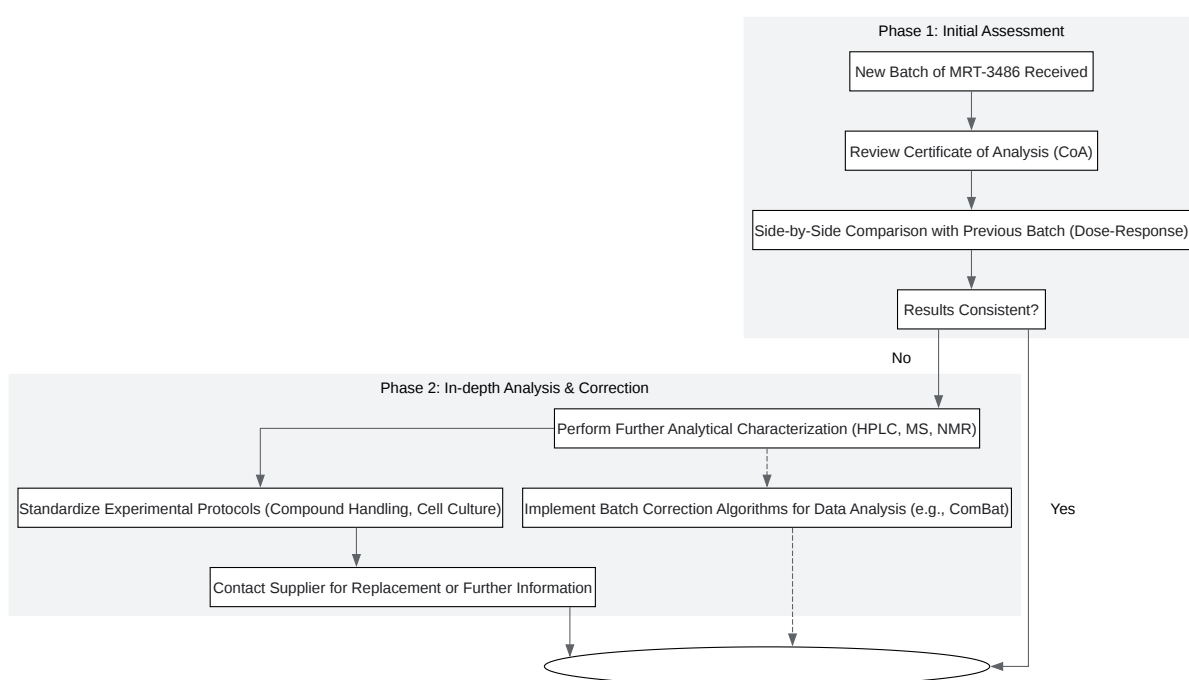 Phase 1: Initial Assessment
New Batch of MRT-3486 Received
Review Certificate of Analysis (CoA)
Side-by-Side Comparison with Previous Batch (Dose-Response)
Results Consistent?
No
Phase 2: In-depth Analysis & Correction
Perform Further Analytical Characterization (HPLC, MS, NMR)
Standardize Experimental Protocols (Compound Handling, Cell Culture)
Implement Batch Correction Algorithms for Data Analysis (e.g., ComBat)
Yes
Contact Supplier for Replacement or Further Information